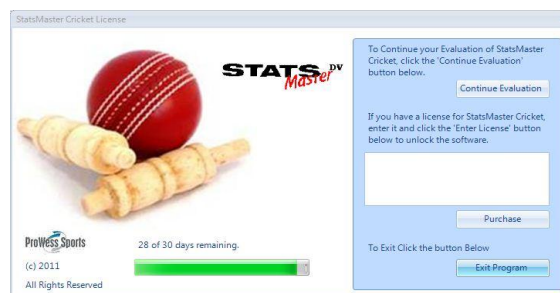 StatsMaster Cricket License
STATS DV
Master
To Continue your Evaluation of StatsMaster
Cricket, click the 'Continue Evaluation'
button below.
Continue Evaluation
If you have a license for StatsMaster Cricket,
enter it and click the 'Enter License' button
below to unlock the software.
Purchase
To Exit Click the button Below
Exit Program
ProWess Sports
28 of 30 days remaining.
(c) 2011
All Rights Reserved